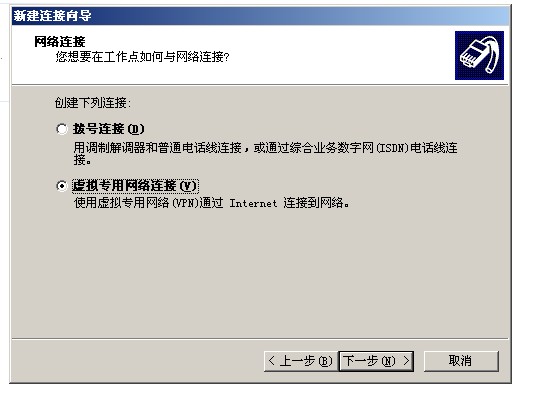 新建连接向导
网络连接
您想要在工作点如何与网络连接?
创建下列连接:
拨号连接(D)
用调制解调器和普通电话线连接，或通过综合业务数字网(ISDN)电话线连
接。
虚拟专用网络连接(V)
使用虚拟专用网络(VPN)通过 Internet 连接到网络。
< 上一步(B) 下一步(N) > 取消